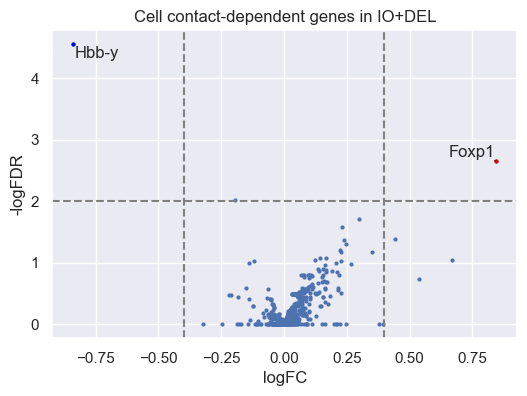 Cell contact-dependent genes in IO+DEL
Hbb-y
Foxp1
-logFDR
4
3
2
1
0
−0.75
−0.50
−0.25
0.00
0.25
0.50
0.75
logFC